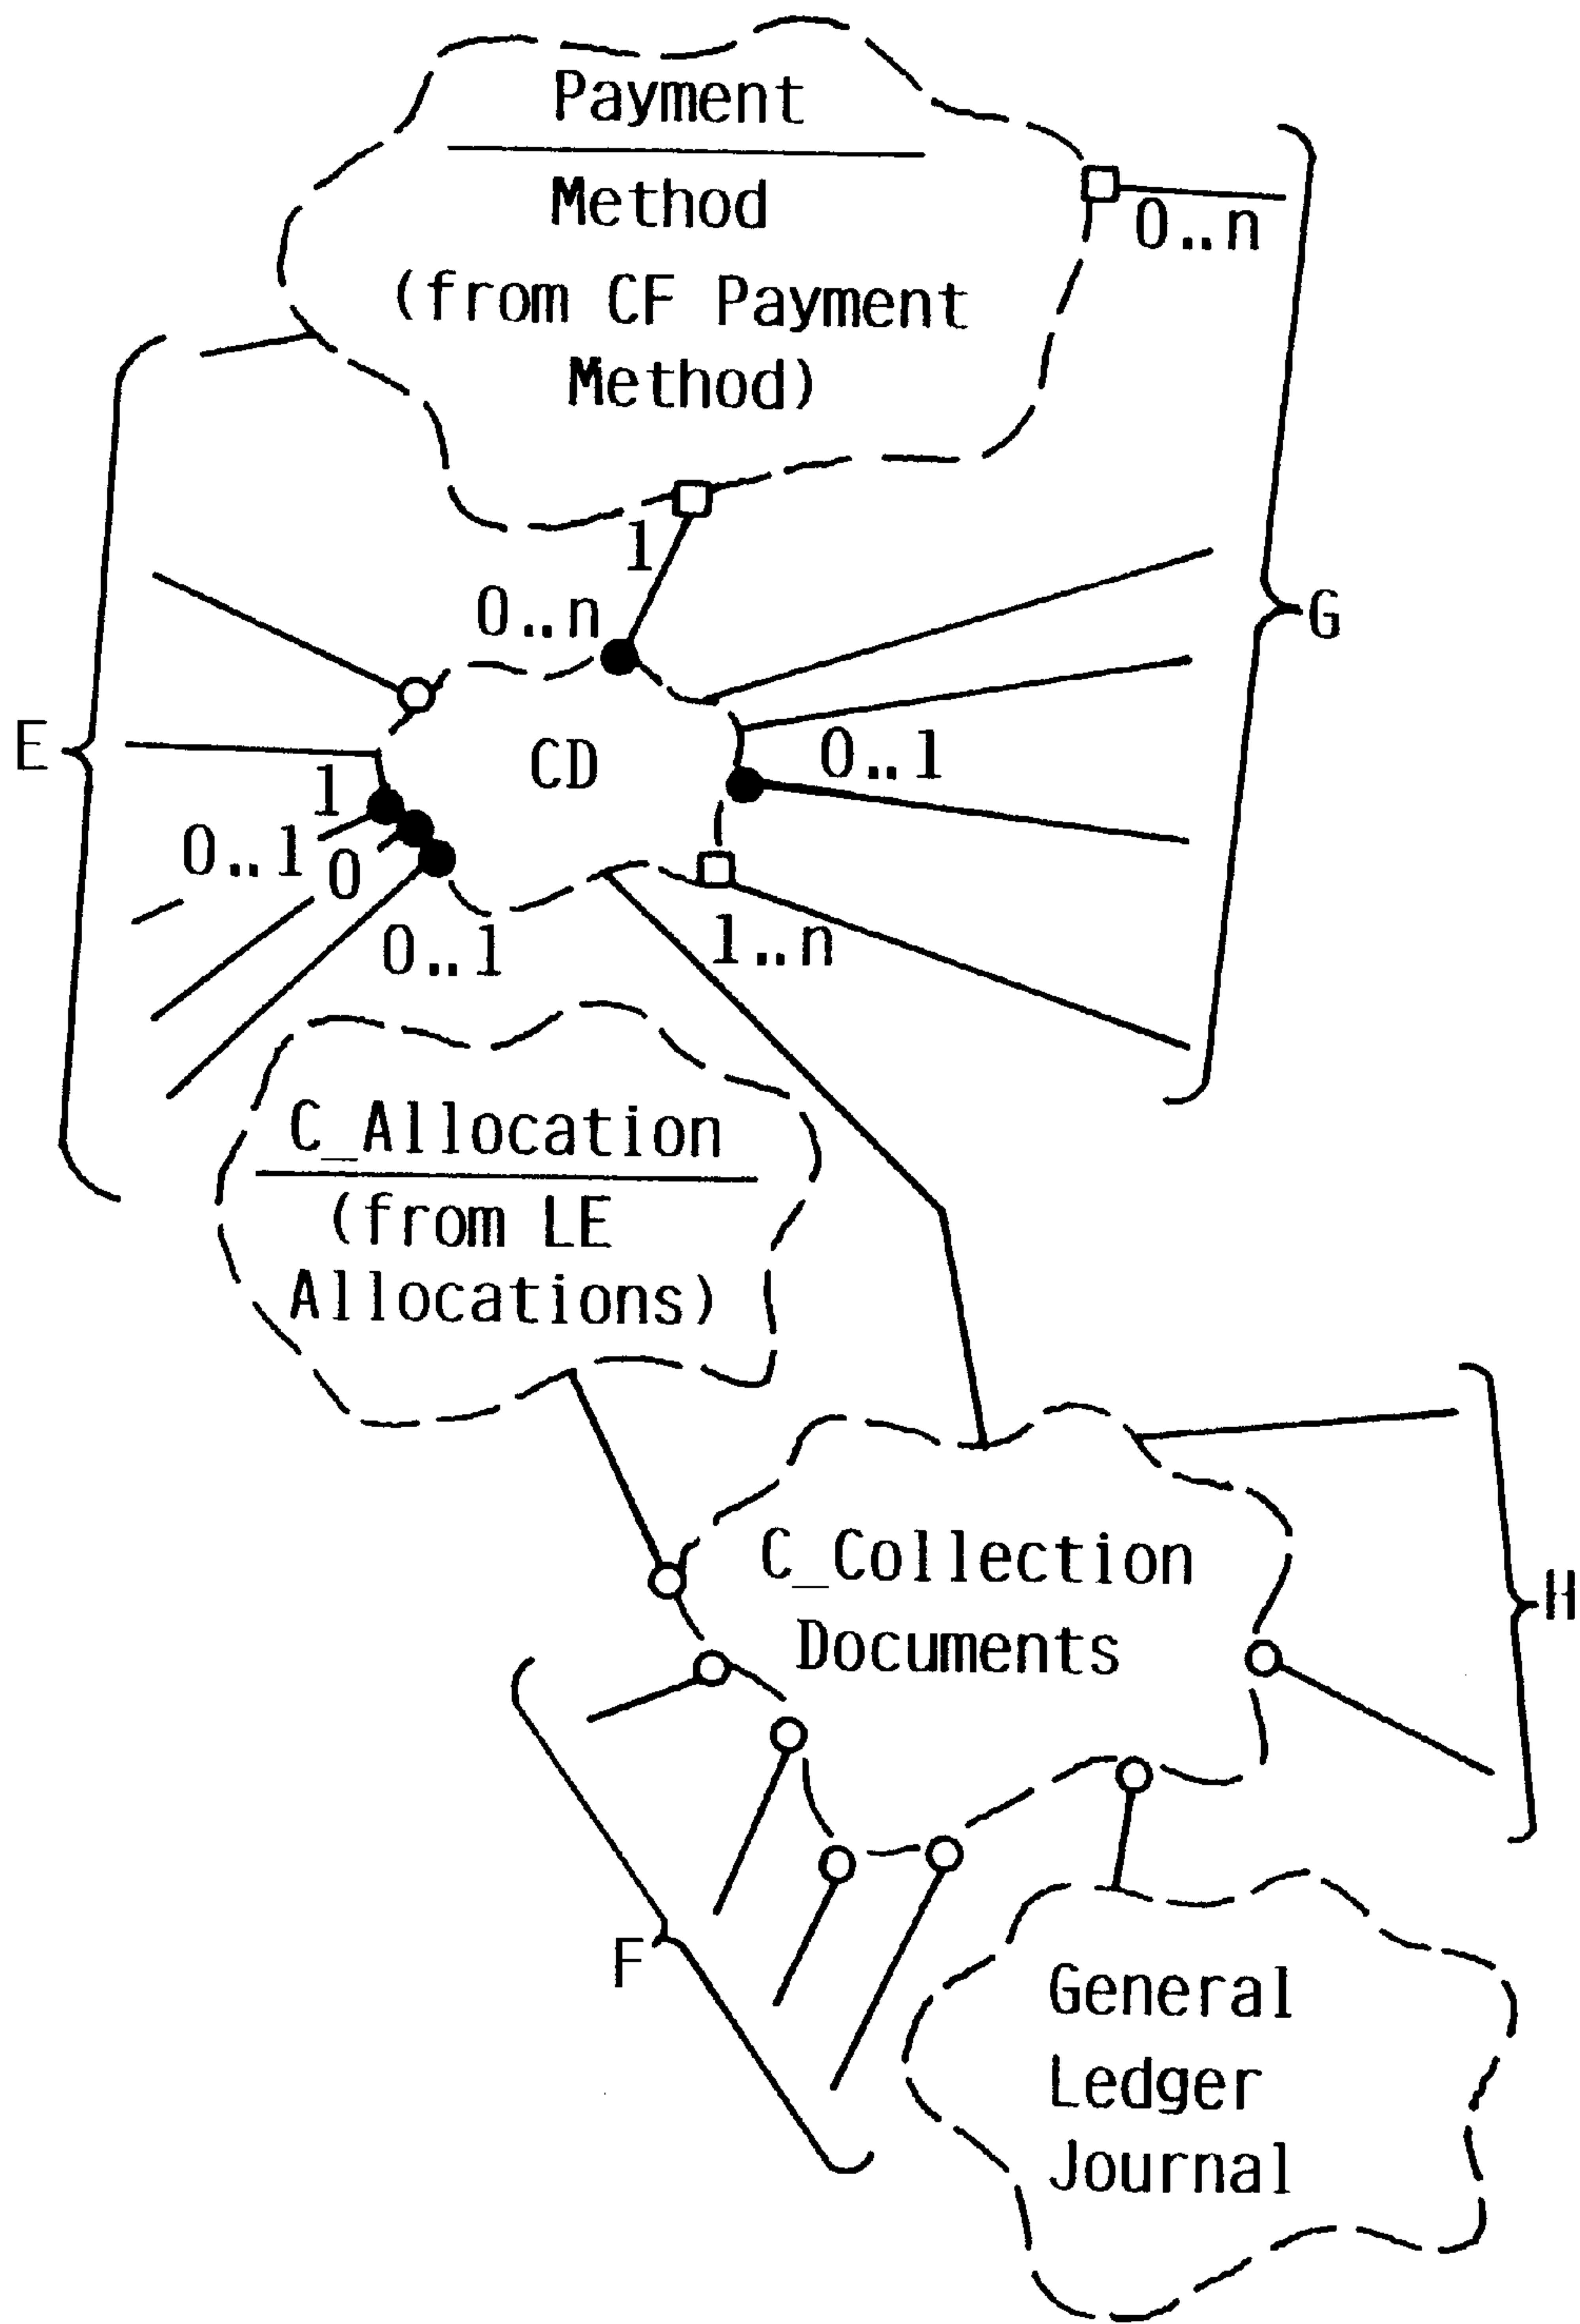 Payment
Method
(from CF Payment
Method)
0..n
1
0..n
G
E
CD
0..1
1
0..1
0
0..1
1..n
C_Allocation
(from LE
Allocations)
C_Collection
Documents
H
F
General
Ledger
Journal